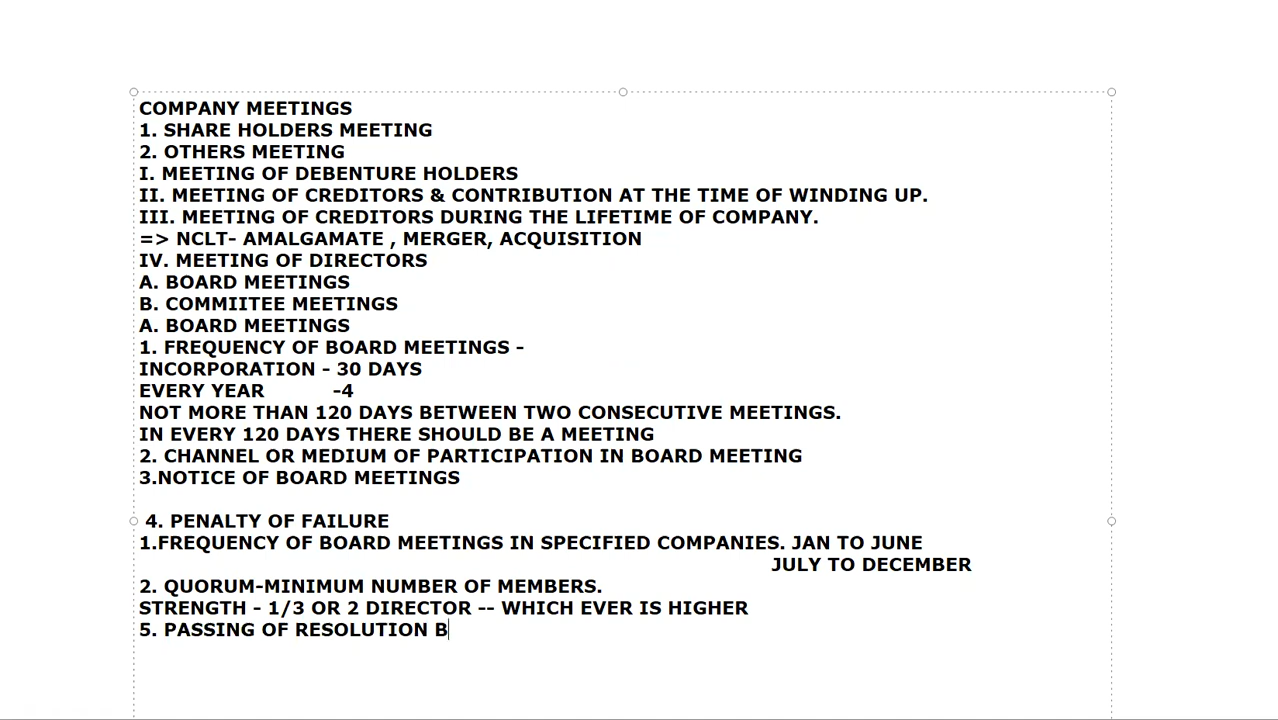 COMPANY MEETINGS
1. SHARE HOLDERS MEETING
2. OTHERS MEETING
I. MEETING OF DEBENTURE HOLDERS
II. MEETING OF CREDITORS & CONTRIBUTION AT THE TIME OF WINDING UP.
III. MEETING OF CREDITORS DURING THE LIFETIME OF COMPANY.
=> NCLT- AMALGAMATE , MERGER, ACQUISITION
IV. MEETING OF DIRECTORS
A. BOARD MEETINGS
B. COMMIITEE MEETINGS
A. BOARD MEETINGS
1. FREQUENCY OF BOARD MEETINGS -
INCORPORATION - 30 DAYS
EVERY YEAR -4
NOT MORE THAN 120 DAYS BETWEEN TWO CONSECUTIVE MEETINGS.
IN EVERY 120 DAYS THERE SHOULD BE A MEETING
2. CHANNEL OR MEDIUM OF PARTICIPATION IN BOARD MEETING
3.NOTICE OF BOARD MEETINGS
4. PENALTY OF FAILURE
1.FREQUENCY OF BOARD MEETINGS IN SPECIFIED COMPANIES. JAN TO JUNE
JULY TO DECEMBER
2. QUORUM-MINIMUM NUMBER OF MEMBERS.
STRENGTH - 1/3 OR 2 DIRECTOR -- WHICH EVER IS HIGHER
5. PASSING OF RESOLUTION B